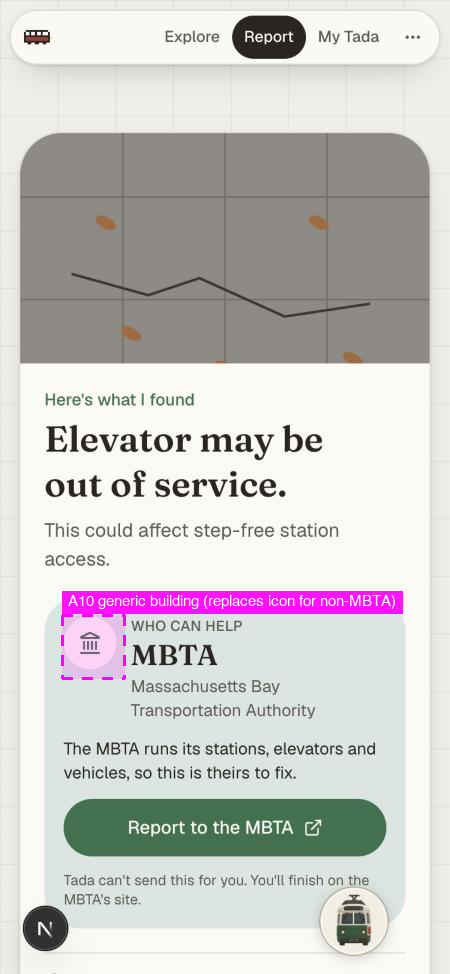 Explore Report My Tada
Here's what I found
Elevator may be
out of service.
This could affect step-free station
access.
A10 generic building (replaces icon for non-MBTA)
WHO CAN HELP
MBTA
Massachusetts Bay
Transportation Authority
The MBTA runs its stations, elevators and
vehicles, so this is theirs to fix.
Report to the MBTA
Tada can't send this for you. You'll finish on the
MBTA's site.
N